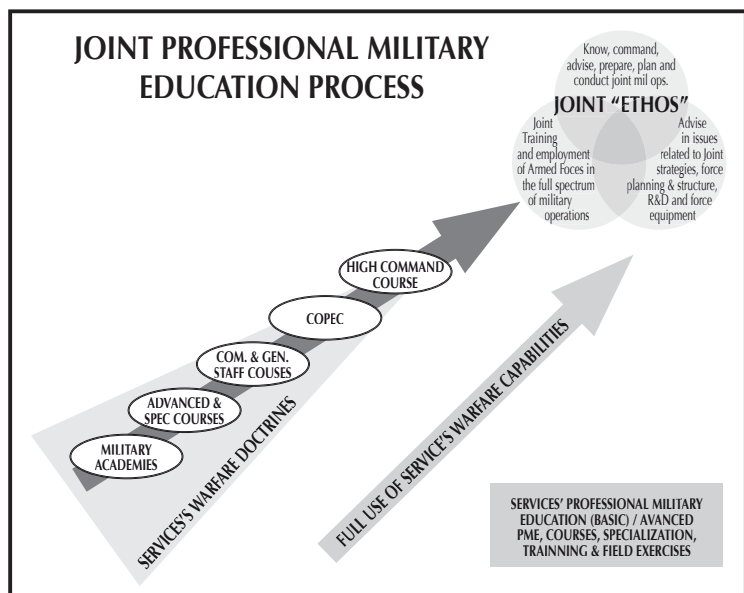 JOINT PROFESSIONAL MILITARY
EDUCATION PROCESS
Know, command,
advise, prepare, plan and
conduct joint mil ops.
JOINT “ETHOS”
Joint
Training
and employment
of Armed Foces in
the full spectrum
of military
operations
Advise
in issues
related to Joint
strategies, force
planning & structure,
R&D and force
equipment
HIGH COMMAND
COURSE
COPEC
COM. & GEN.
STAFF COUSES
ADVANCED &
SPEC COURSES
MILITARY
ACADEMIES
SERVICES'S WARFARE DOCTRINES
FULL USE OF SERVICE'S WARFARE CAPABILITIES
SERVICES' PROFESSIONAL MILITARY
EDUCATION (BASIC) / AVANCED
PME, COURSES, SPECIALIZATION,
TRAINNING & FIELD EXERCISES